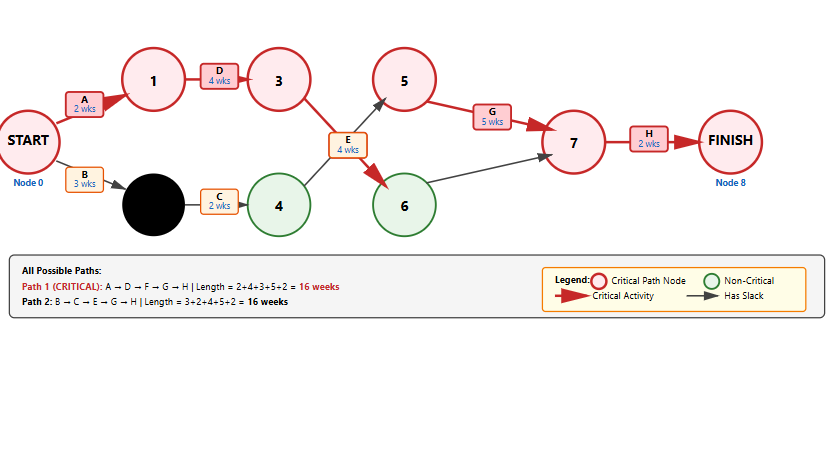 START
Node 0
A
2 wks
B
3 wks
1
D
4 wks
3
C
2 wks
4
E
4 wks
5
6
G
5 wks
7
H
2 wks
FINISH
Node 8
All Possible Paths:
Path 1 (CRITICAL): A → D → F → G → H | Length = 2+4+3+5+2 = 16 weeks
Path 2: B → C → E → G → H | Length = 3+2+4+5+2 = 16 weeks
Legend: Critical Path Node Non-Critical
Critical Activity Has Slack